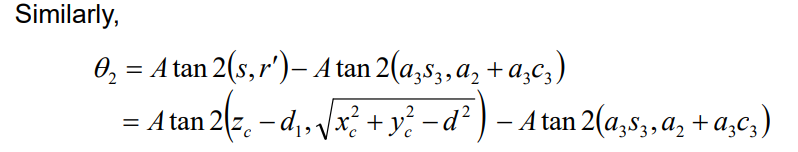 Similarly,
θ₂ = A tan 2(s, r′) − A tan 2(a₃s₃, a₂ + a₃c₃)
= A tan 2(z_c − d₁, √(x_c² + y_c² − d²)) − A tan 2(a₃s₃, a₂ + a₃c₃)